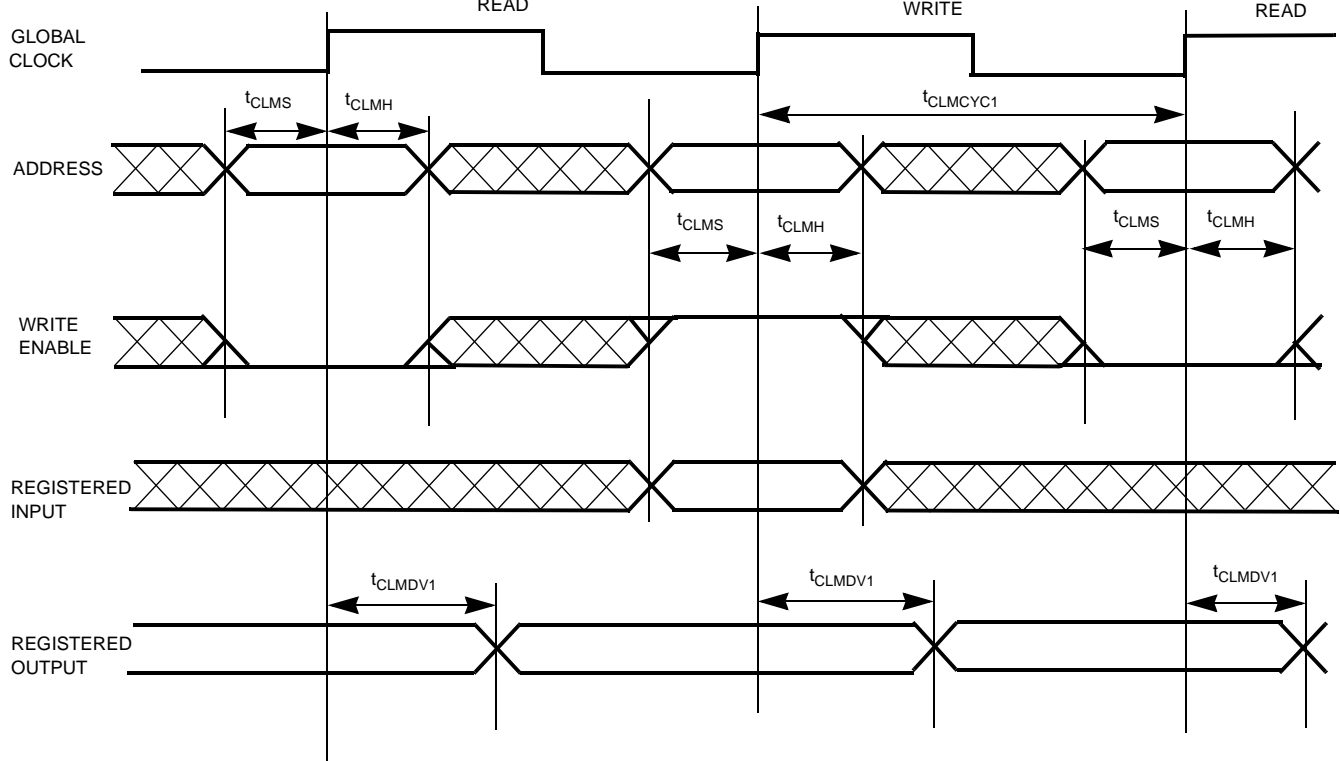 READ
WRITE
READ
GLOBAL
CLOCK
tCLMS
tCLMH
tCLMCYC1
ADDRESS
tCLMS
tCLMH
tCLMS
tCLMH
WRITE
ENABLE
REGISTERED
INPUT
tCLMDV1
tCLMDV1
tCLMDV1
REGISTERED
OUTPUT